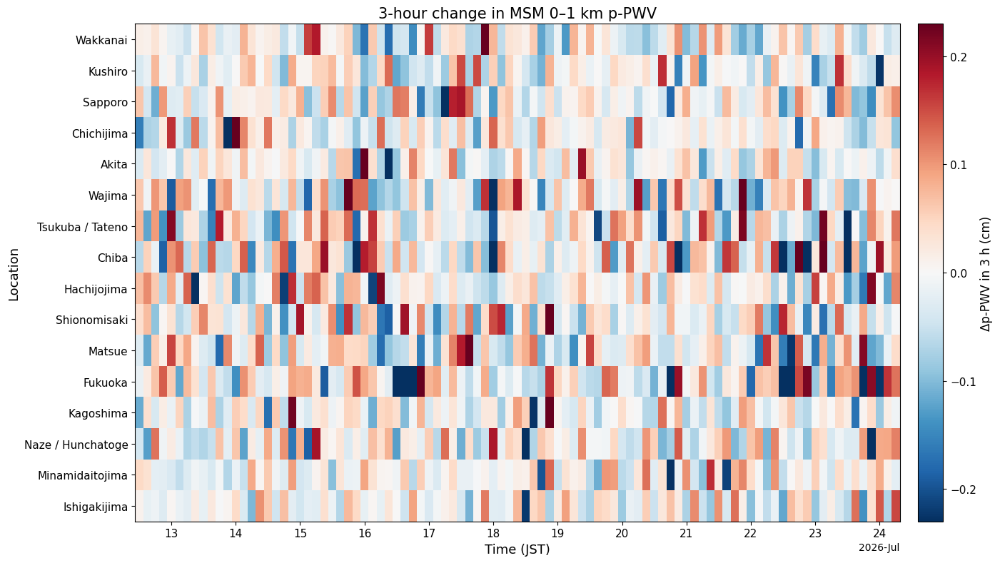 3-hour change in MSM 0–1 km p-PWV
Location
Wakkanai
Kushiro
Sapporo
Chichijima
Akita
Wajima
Tsukuba / Tateno
Chiba
Hachijojima
Shionomisaki
Matsue
Fukuoka
Kagoshima
Naze / Hunchatoge
Minamidaitojima
Ishigakijima
13 14 15 16 17 18 19 20 21 22 23 24
Time (JST)
2026-Jul
0.2
0.1
0.0
−0.1
−0.2
Δp-PWV in 3 h (cm)